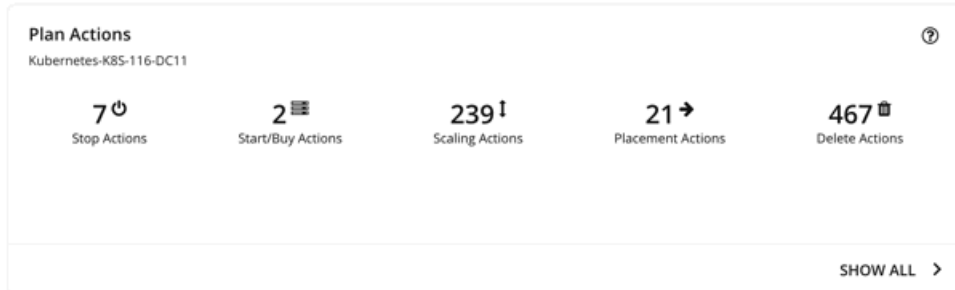 Plan Actions
Kubernetes-K8S-116-DC11
7
Stop Actions
2
Start/Buy Actions
239
Scaling Actions
21
Placement Actions
467
Delete Actions
SHOW ALL